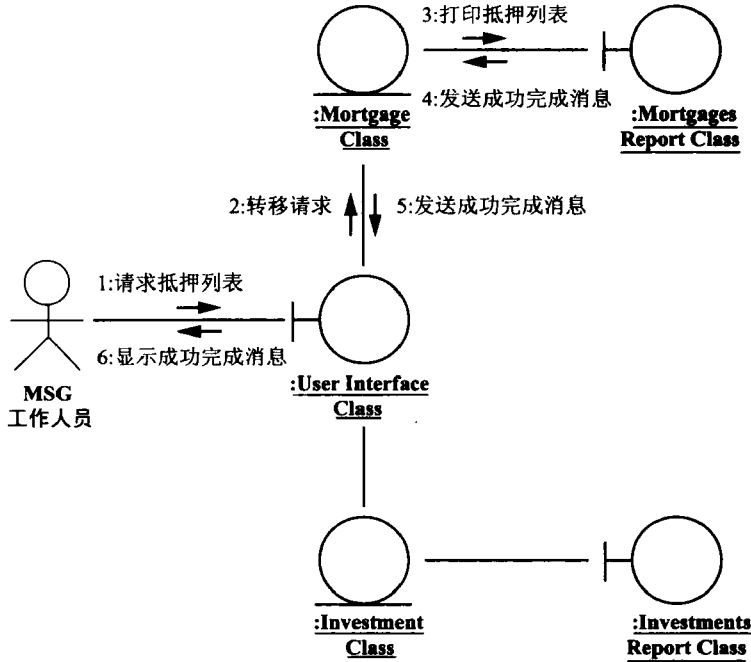 3:打印抵押列表
4:发送成功完成消息
:Mortgage
Class
:Mortgages
Report Class
2:转移请求
5:发送成功完成消息
1:请求抵押列表
6:显示成功完成消息
MSG
工作人员
:User Interface
Class
:Investment
Class
:Investments
Report Class